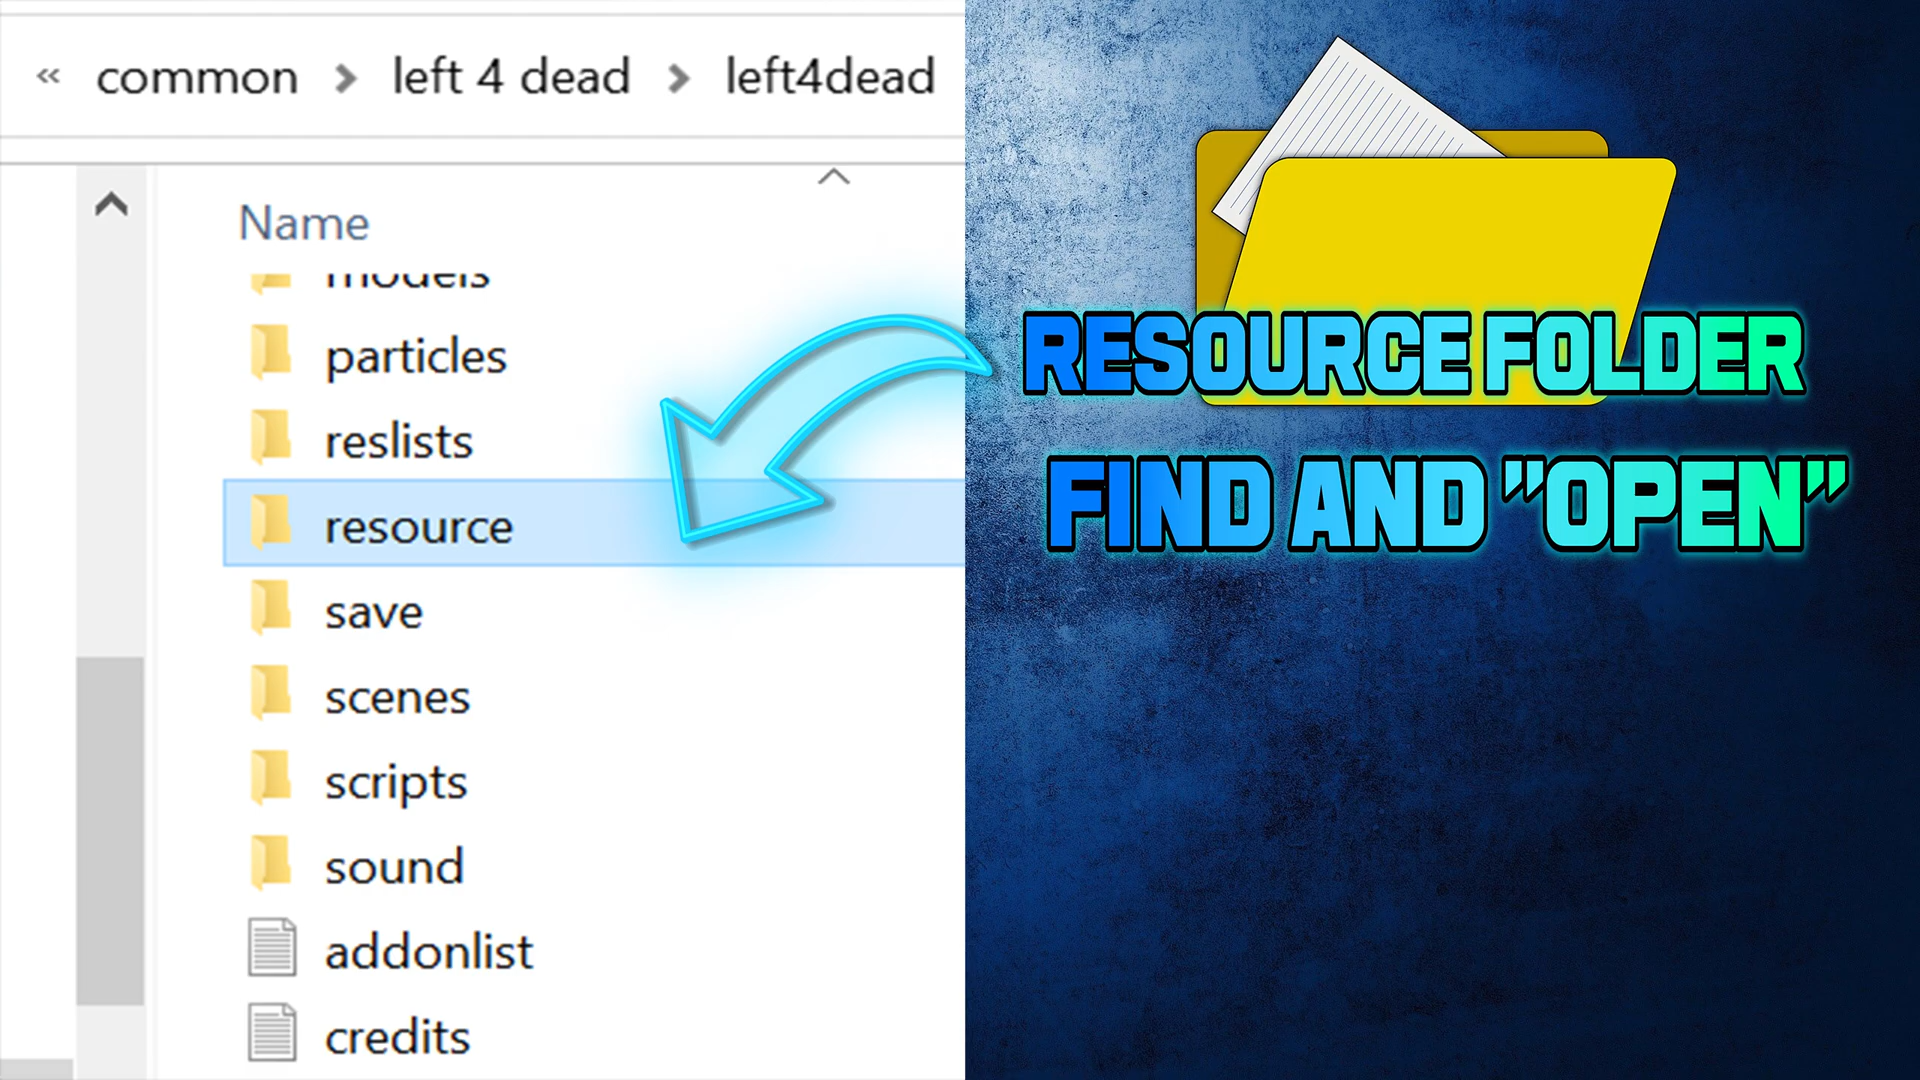 « common > left 4 dead > left4dead
Name
models
particles
reslists
resource
save
scenes
scripts
sound
addonlist
credits
RESOURCE FOLDER
FIND AND "OPEN"